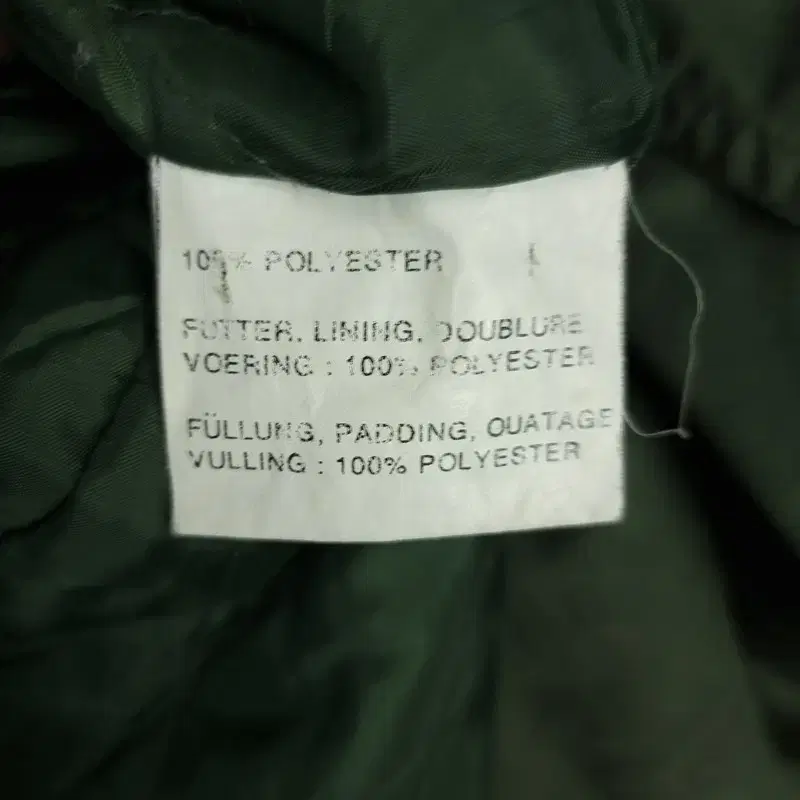 100% POLYESTER
FUTTER, LINING, DOUBLURE
VOERING : 100% POLYESTER
FÜLLUNG, PADDING, OUATAGE
VULLING : 100% POLYESTER